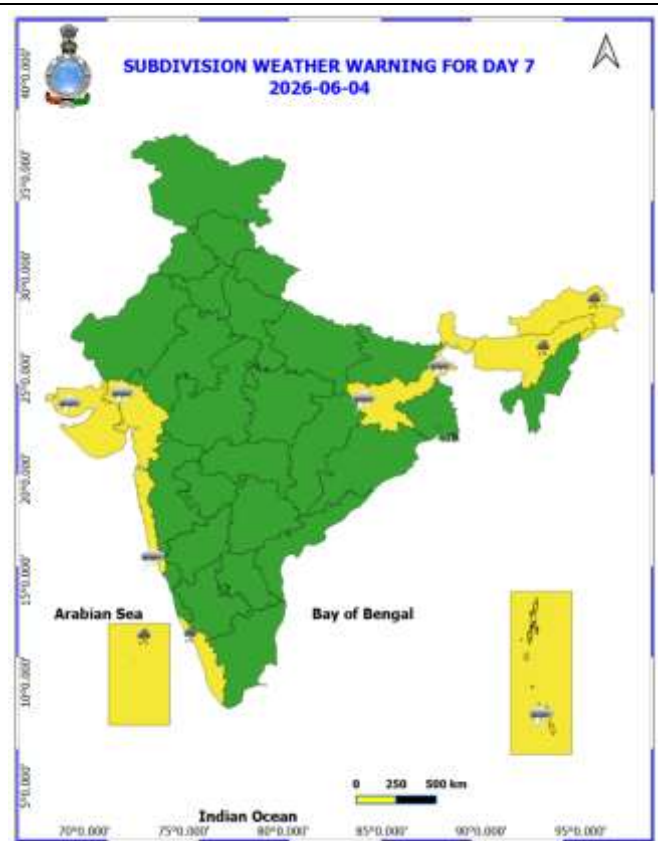 SUBDIVISION WEATHER WARNING FOR DAY 7
2026-06-04
40°0.000'
35°0.000'
30°0.000'
25°0.000'
20°0.000'
15°0.000'
10°0.000'
5°0.000'
Arabian Sea
Bay of Bengal
0 250 500 km
Indian Ocean
70°0.000' 75°0.000' 80°0.000' 85°0.000' 90°0.000' 95°0.000'